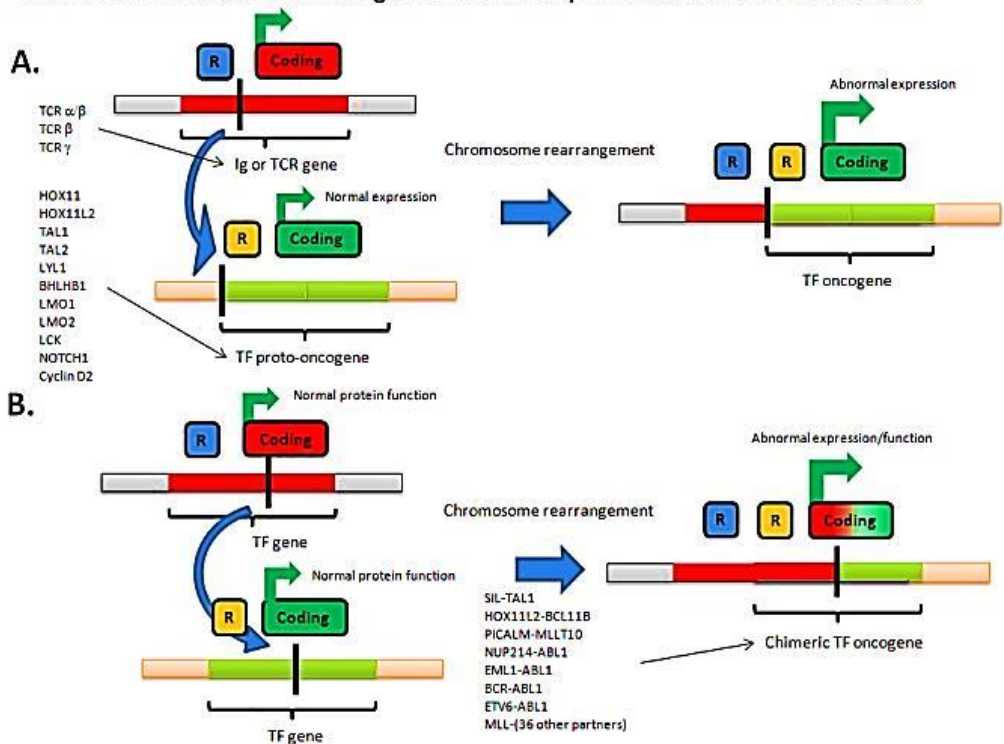 A.
R
Coding
TCR α/β
TCR β
TCR γ
Ig or TCR gene
HOX11
HOX11L2
TAL1
TAL2
LYL1
BHLHB1
LMO1
LMO2
LCK
NOTCH1
Cyclin D2
Normal expression
R
Coding
TF proto-oncogene
Chromosome rearrangement
Abnormal expression
R
R
Coding
TF oncogene
B.
Normal protein function
R
Coding
TF gene
Normal protein function
R
Coding
TF gene
Chromosome rearrangement
SIL-TAL1
HOX11L2-BCL11B
PICALM-MLLT10
NUP214-ABL1
EML1-ABL1
BCR-ABL1
ETV6-ABL1
MLL-(36 other partners)
Abnormal expression/function
R
R
Coding
Chimeric TF oncogene